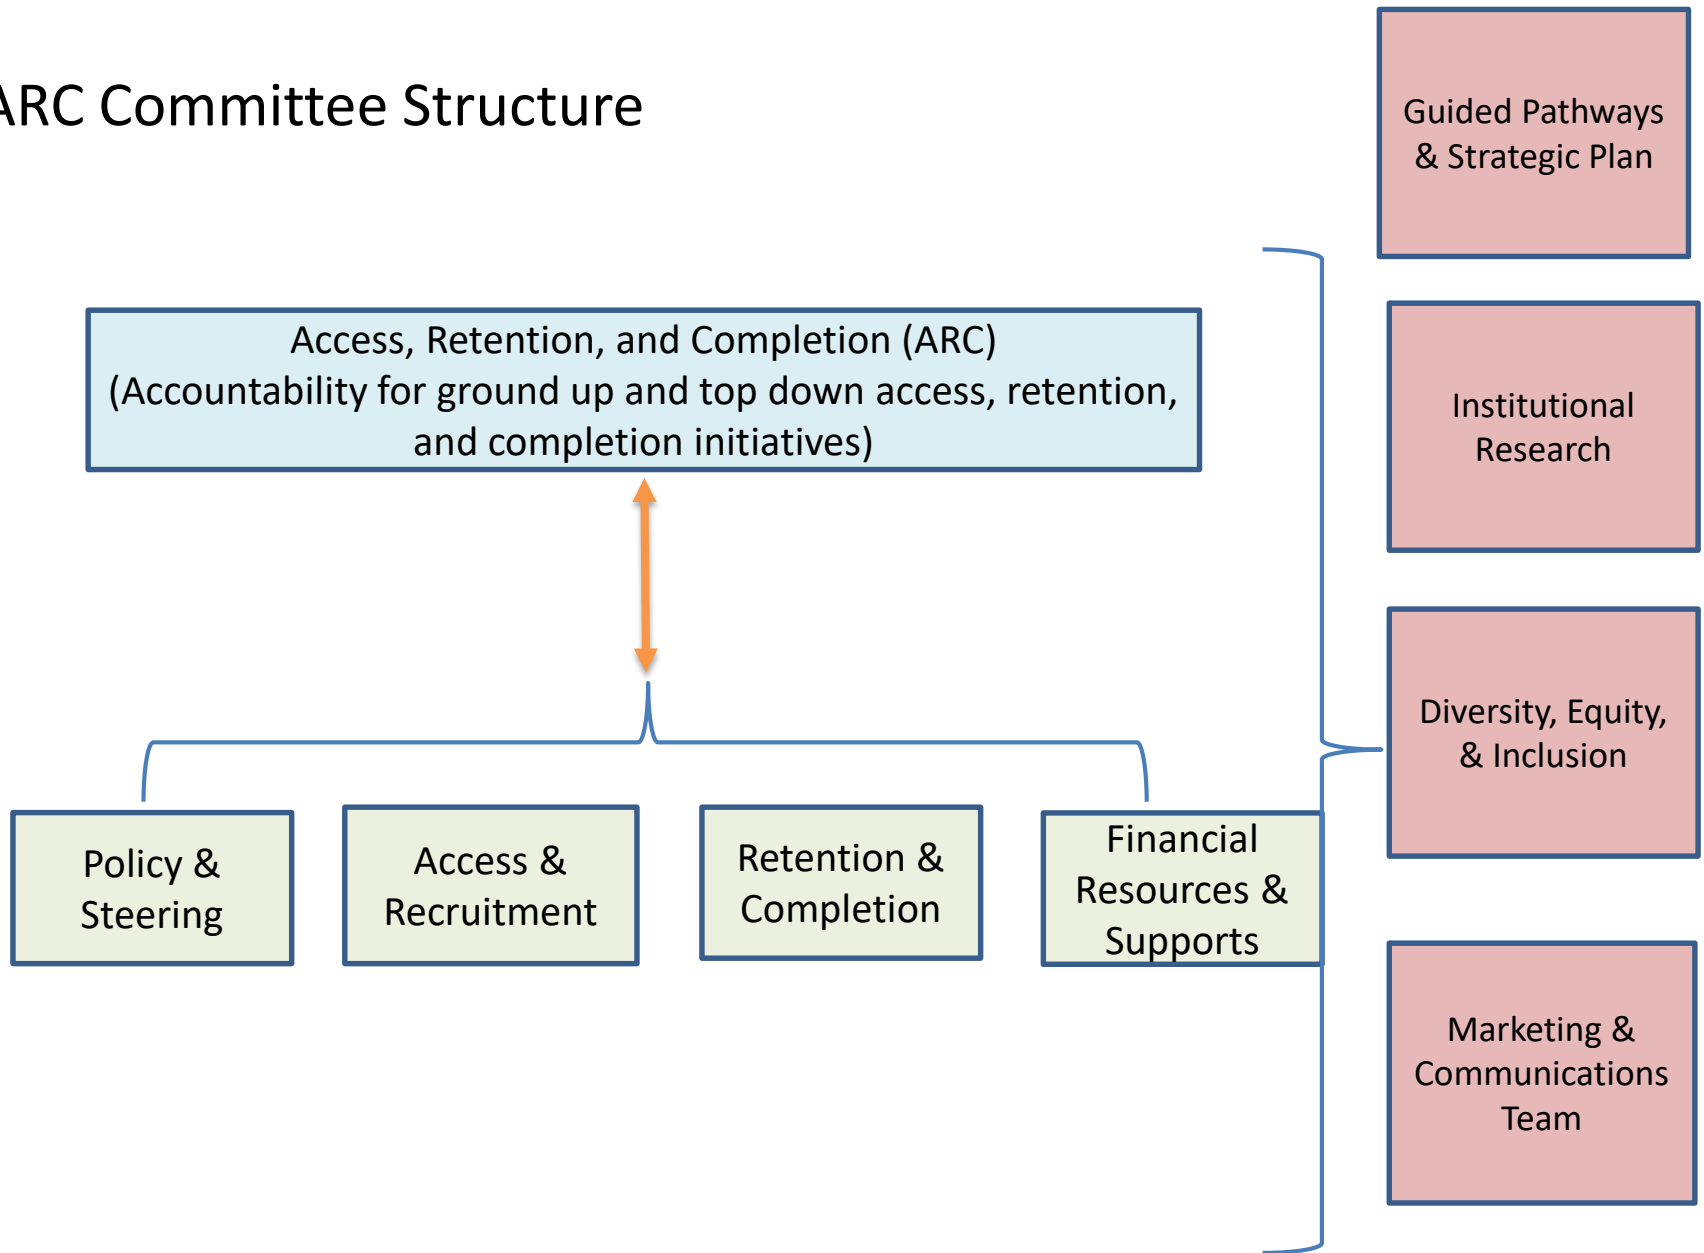 ARC Committee Structure
Guided Pathways
& Strategic Plan
Access, Retention, and Completion (ARC)
(Accountability for ground up and top down access, retention,
and completion initiatives)
Institutional
Research
Diversity, Equity,
& Inclusion
Policy &
Steering
Access &
Recruitment
Retention &
Completion
Financial
Resources &
Supports
Marketing &
Communications
Team